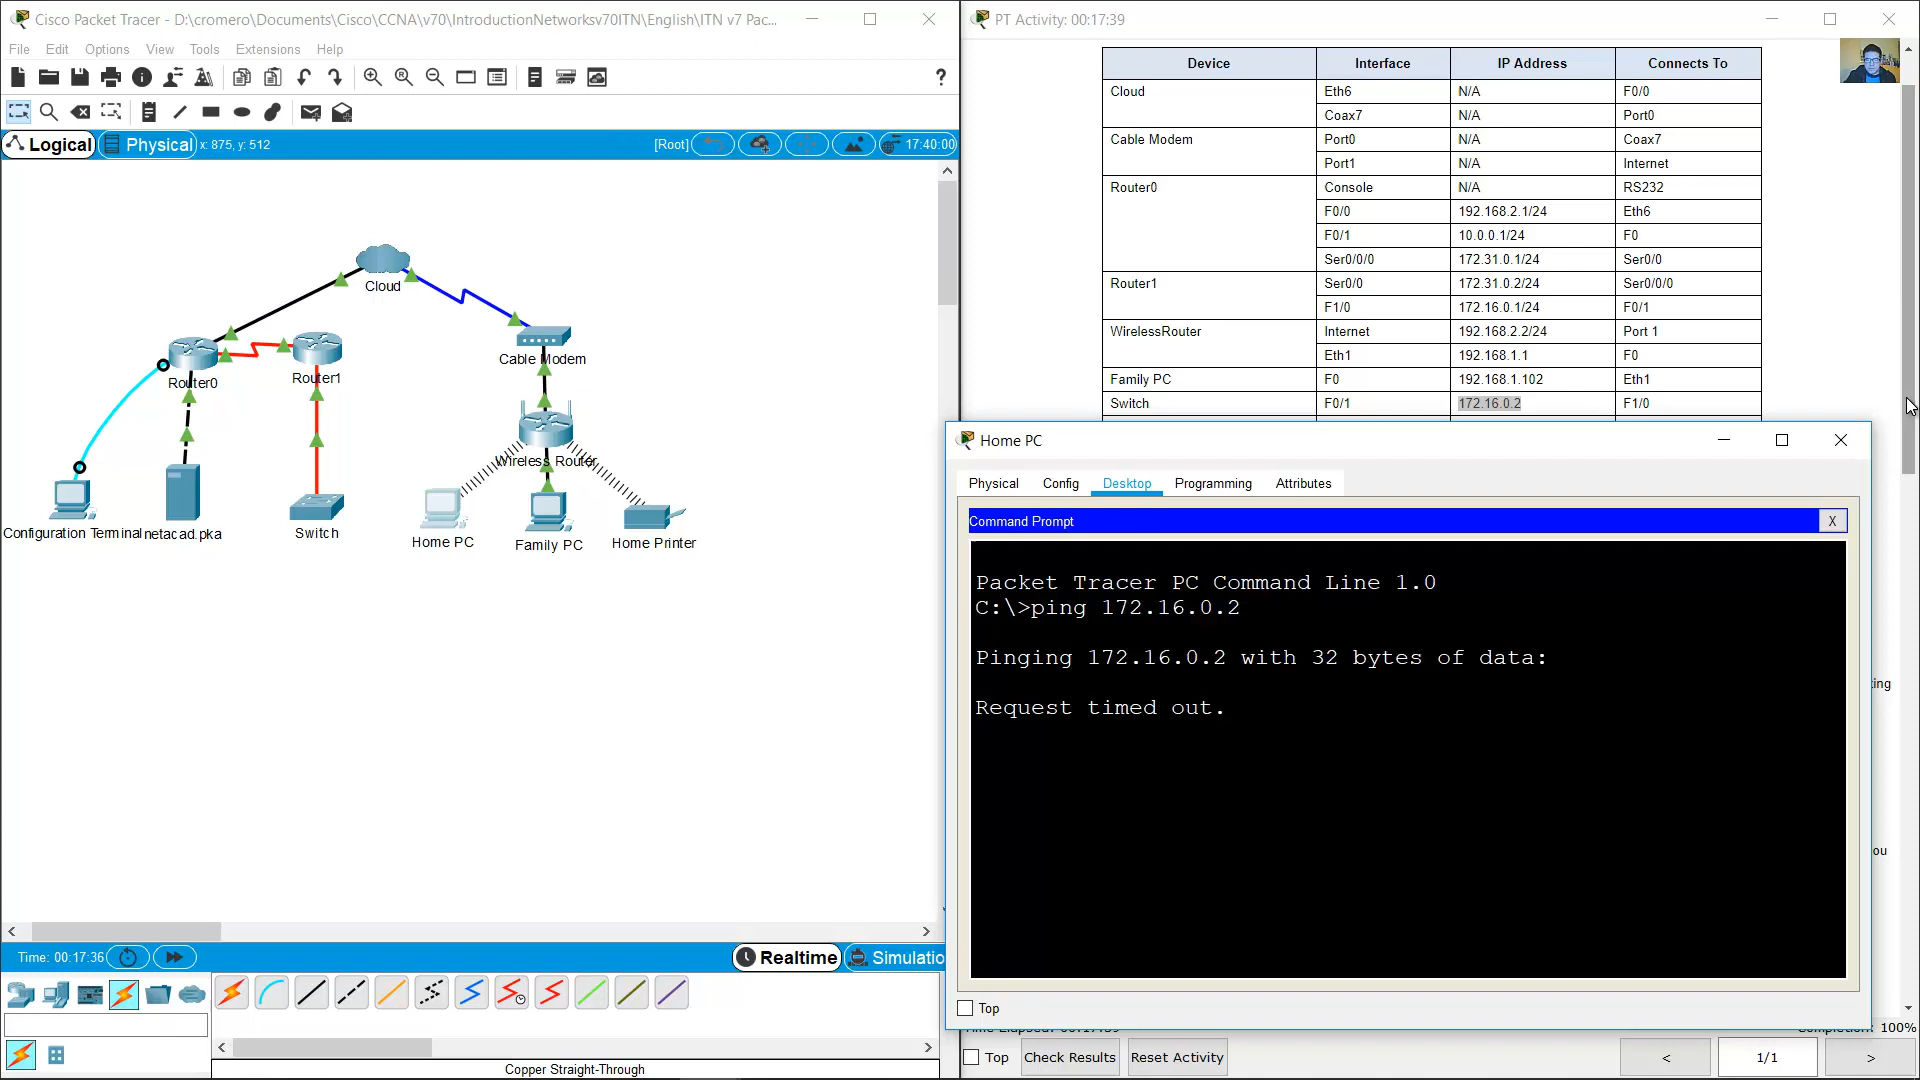 Cisco Packet Tracer - D:\cromero\Documents\Cisco\CCNA\v70\IntroductionNetworksv70ITN\English\ITN v7 Pac...
File Edit Options View Tools Extensions Help
?
Logical Physical x: 875, y: 512 [Root] 17:40:00
Cloud
Router0
Router1
Cable Modem
Wireless Router
Configuration Terminal
netacad.pka
Switch
Home PC
Family PC
Home Printer
Time: 00:17:36
Realtime
Simulatio
Copper Straight-Through
PT Activity: 00:17:39
Device Interface IP Address Connects To
Cloud Eth6 N/A F0/0
Coax7 N/A Port0
Cable Modem Port0 N/A Coax7
Port1 N/A Internet
Router0 Console N/A RS232
F0/0 192.168.2.1/24 Eth6
F0/1 10.0.0.1/24 F0
Ser0/0/0 172.31.0.1/24 Ser0/0
Router1 Ser0/0 172.31.0.2/24 Ser0/0/0
F1/0 172.16.0.1/24 F0/1
WirelessRouter Internet 192.168.2.2/24 Port 1
Eth1 192.168.1.1 F0
Family PC F0 192.168.1.102 Eth1
Switch F0/1 172.16.0.2 F1/0
Home PC
Physical Config Desktop Programming Attributes
Command Prompt X
Packet Tracer PC Command Line 1.0
C:\>ping 172.16.0.2
Pinging 172.16.0.2 with 32 bytes of data:
Request timed out.
Top
ou
100%
Top Check Results Reset Activity < 1/1 >